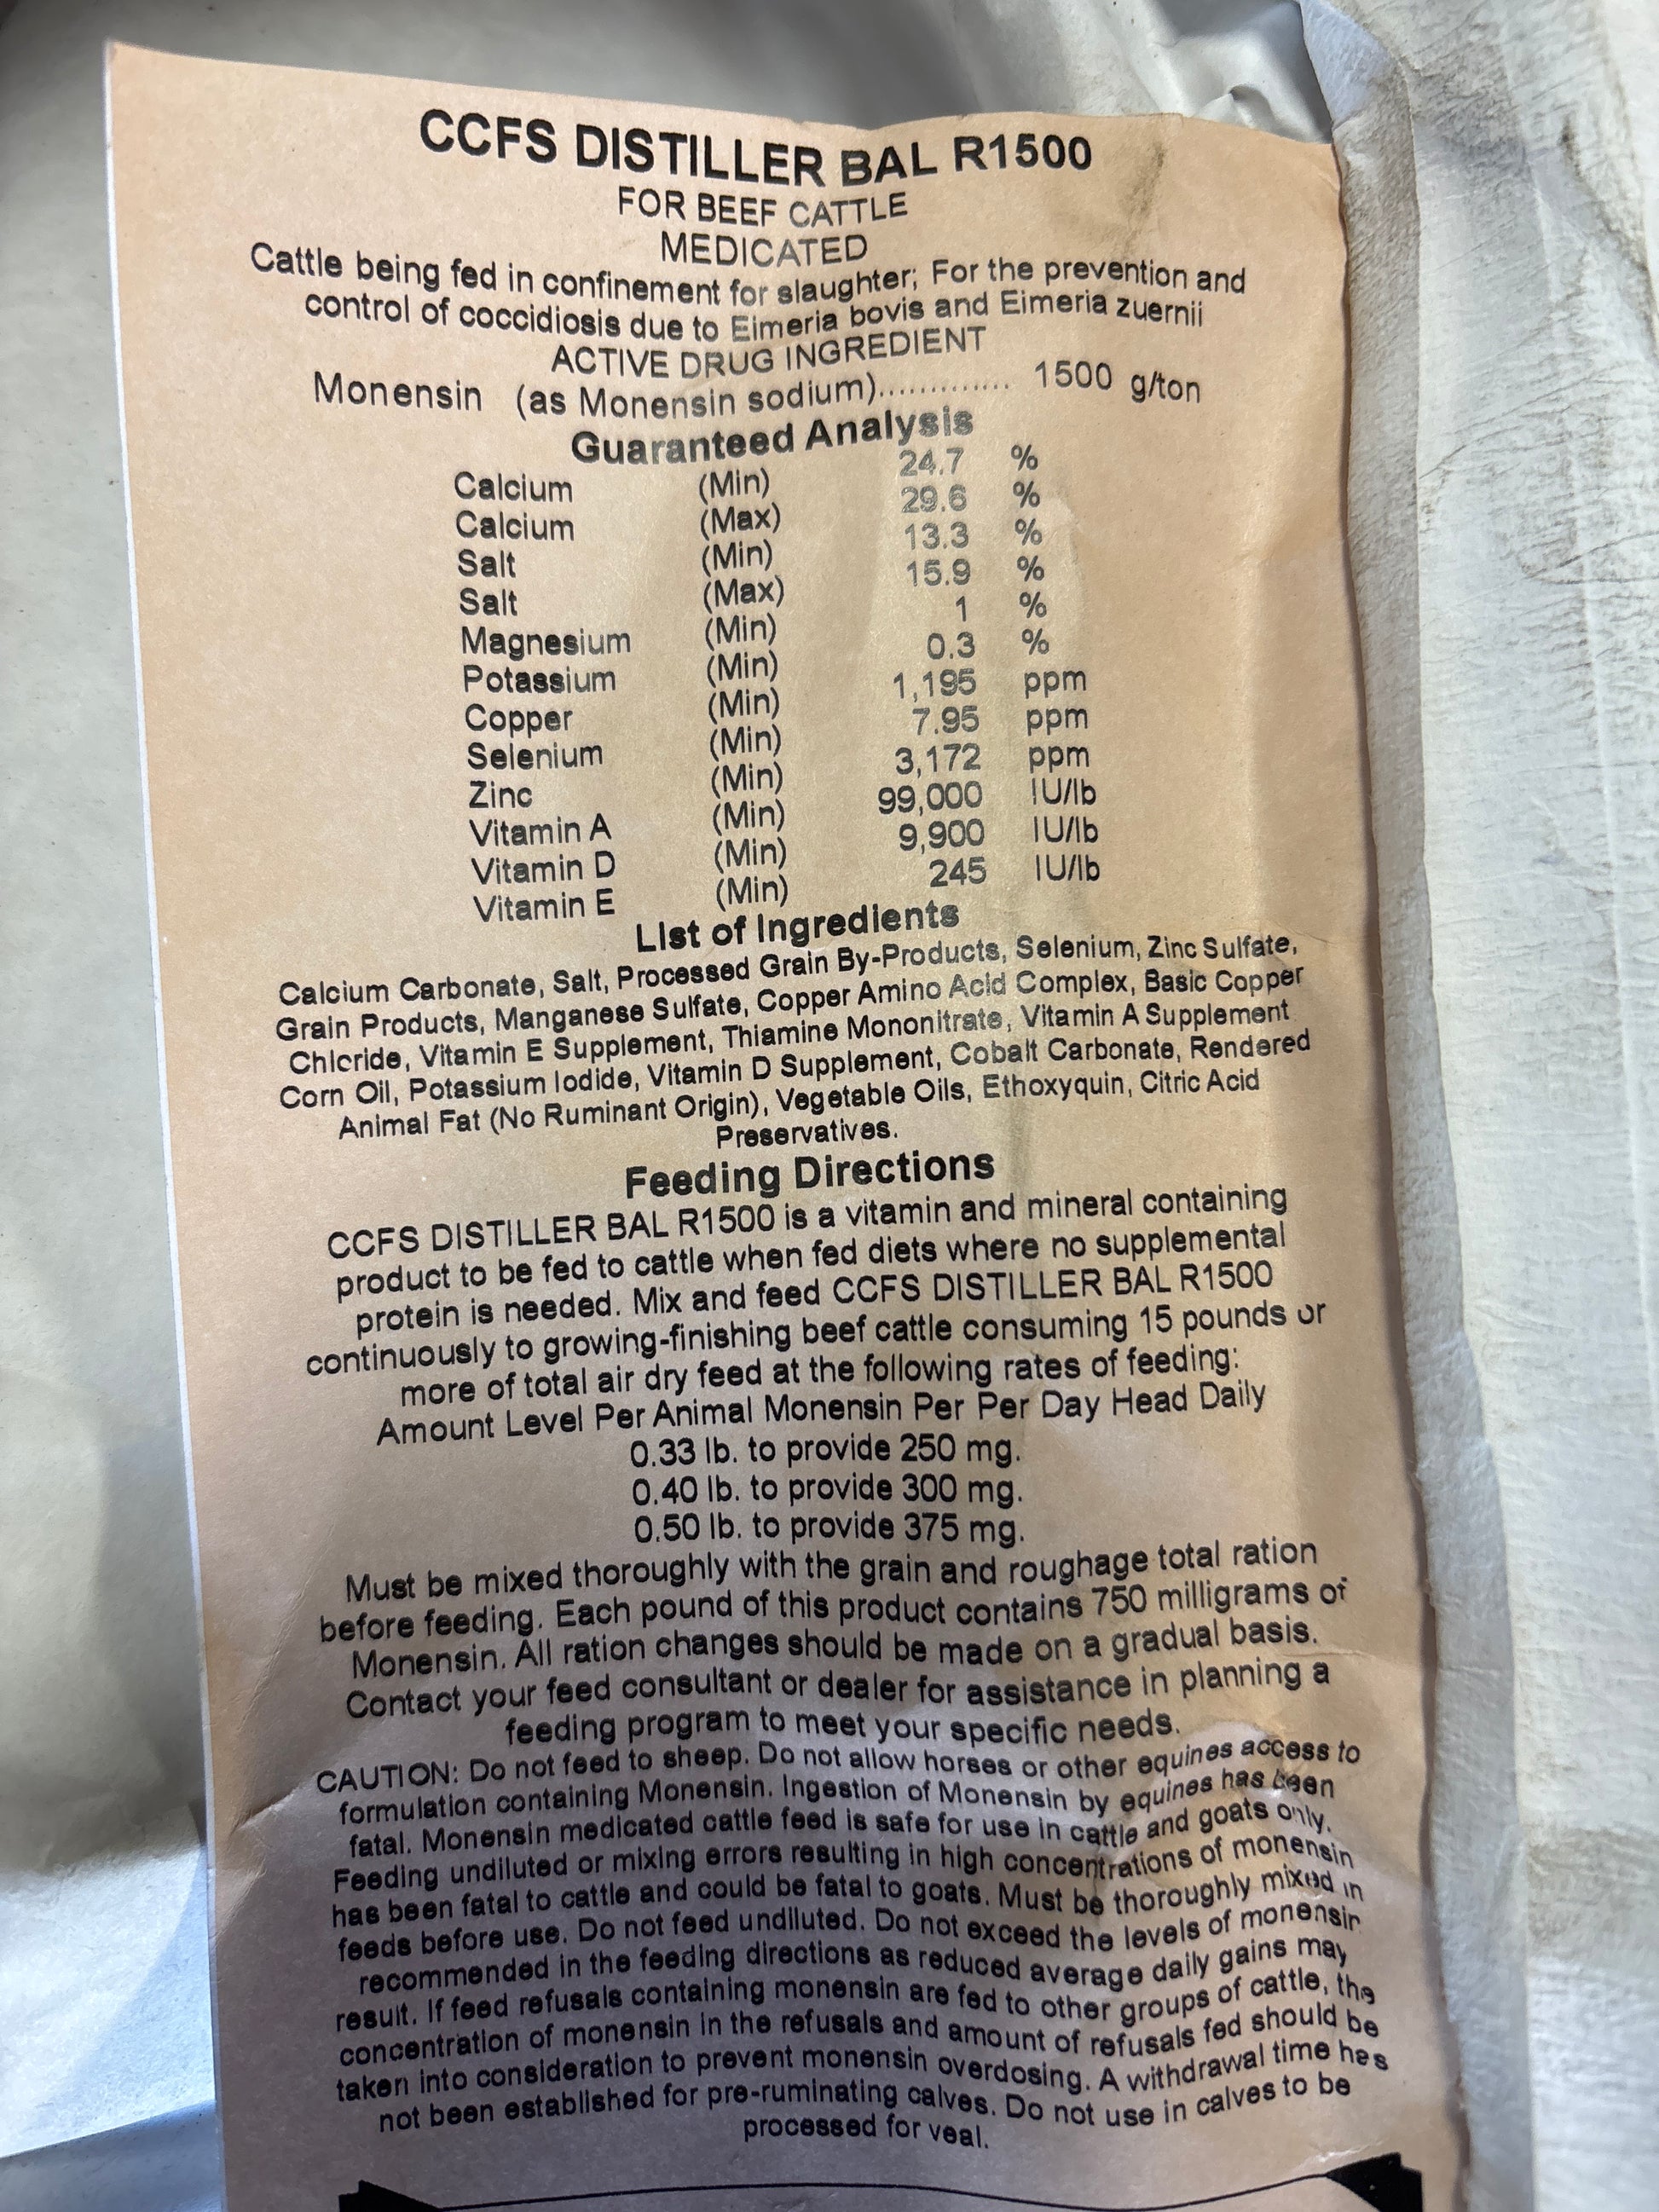 CCFS DISTILLER BAL R1500
FOR BEEF CATTLE
MEDICATED
Cattle being fed in confinement for slaughter; For the prevention and
control of coccidiosis due to Eimeria bovis and Eimeria zuernii
ACTIVE DRUG INGREDIENT
Monensin (as Monensin sodium)............. 1500 g/ton
Guaranteed Analysis
Calcium (Min) 24.7 %
Calcium (Max) 29.6 %
Salt (Min) 13.3 %
Salt (Max) 15.9 %
Magnesium (Min) 1 %
Potassium (Min) 0.3 %
Copper (Min) 1,195 ppm
Selenium (Min) 7.95 ppm
Zinc (Min) 3,172 ppm
Vitamin A (Min) 99,000 IU/lb
Vitamin D (Min) 9,900 IU/lb
Vitamin E (Min) 245 IU/lb
List of Ingredients
Calcium Carbonate, Salt, Processed Grain By-Products, Selenium, Zinc Sulfate,
Grain Products, Manganese Sulfate, Copper Amino Acid Complex, Basic Copper
Chloride, Vitamin E Supplement, Thiamine Mononitrate, Vitamin A Supplement
Corn Oil, Potassium Iodide, Vitamin D Supplement, Cobalt Carbonate, Rendered
Animal Fat (No Ruminant Origin), Vegetable Oils, Ethoxyquin, Citric Acid
Preservatives.
Feeding Directions
CCFS DISTILLER BAL R1500 is a vitamin and mineral containing
product to be fed to cattle when fed diets where no supplemental
protein is needed. Mix and feed CCFS DISTILLER BAL R1500
continuously to growing-finishing beef cattle consuming 15 pounds or
more of total air dry feed at the following rates of feeding:
Amount Level Per Animal Monensin Per Per Day Head Daily
0.33 lb. to provide 250 mg.
0.40 lb. to provide 300 mg.
0.50 lb. to provide 375 mg.
Must be mixed thoroughly with the grain and roughage total ration
before feeding. Each pound of this product contains 750 milligrams of
Monensin. All ration changes should be made on a gradual basis.
Contact your feed consultant or dealer for assistance in planning a
feeding program to meet your specific needs.
CAUTION: Do not feed to sheep. Do not allow horses or other equines access to
formulation containing Monensin. Ingestion of Monensin by equines has been
fatal. Monensin medicated cattle feed is safe for use in cattle and goats only.
Feeding undiluted or mixing errors resulting in high concentrations of monensin
has been fatal to cattle and could be fatal to goats. Must be thoroughly mixed in
feeds before use. Do not feed undiluted. Do not exceed the levels of monensin
recommended in the feeding directions as reduced average daily gains may
result. If feed refusals containing monensin are fed to other groups of cattle, the
concentration of monensin in the refusals and amount of refusals fed should be
taken into consideration to prevent monensin overdosing. A withdrawal time has
not been established for pre-ruminating calves. Do not use in calves to be
processed for veal.